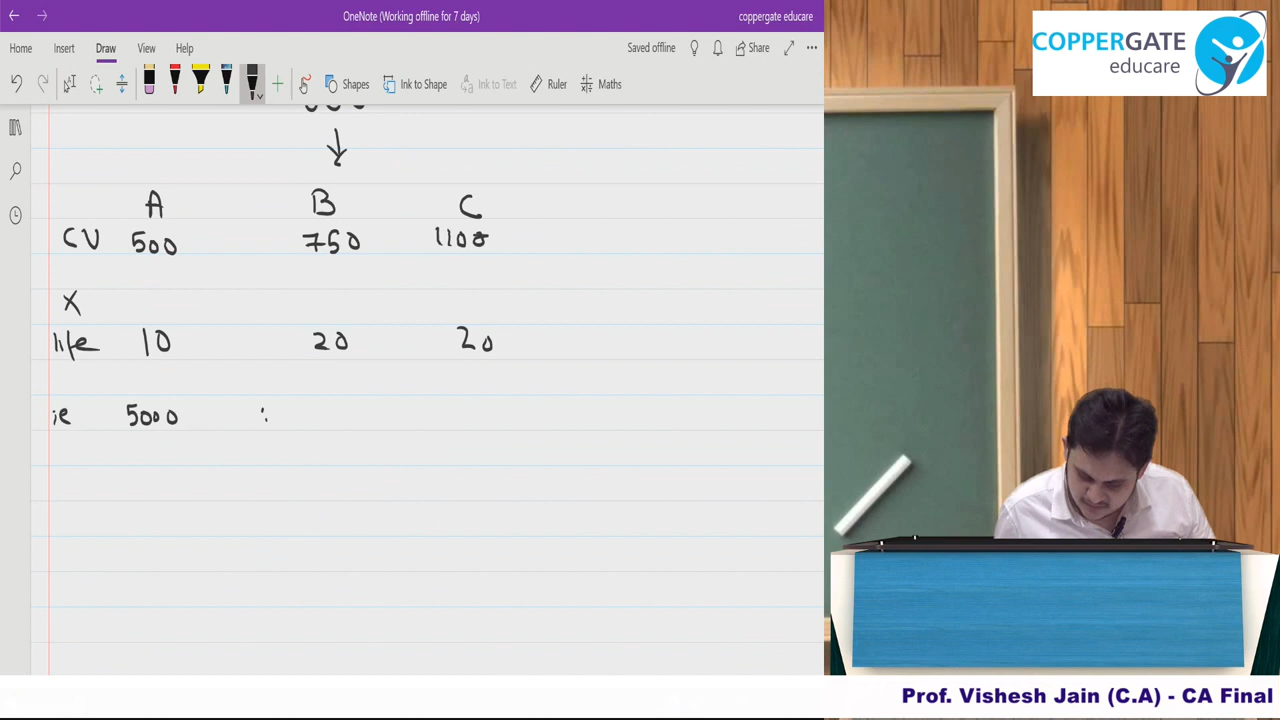 OneNote (Working offline for 7 days)
coppergate educare
Home Insert Draw View Help
Saved offline
Share
Shapes
Ink to Shape
Ink to Text
Ruler
Maths
COPPERGATE
educare
A B C
CV 500 750 1100
X
life 10 20 20
ie 5000 :
Prof. Vishesh Jain (C.A) - CA Final